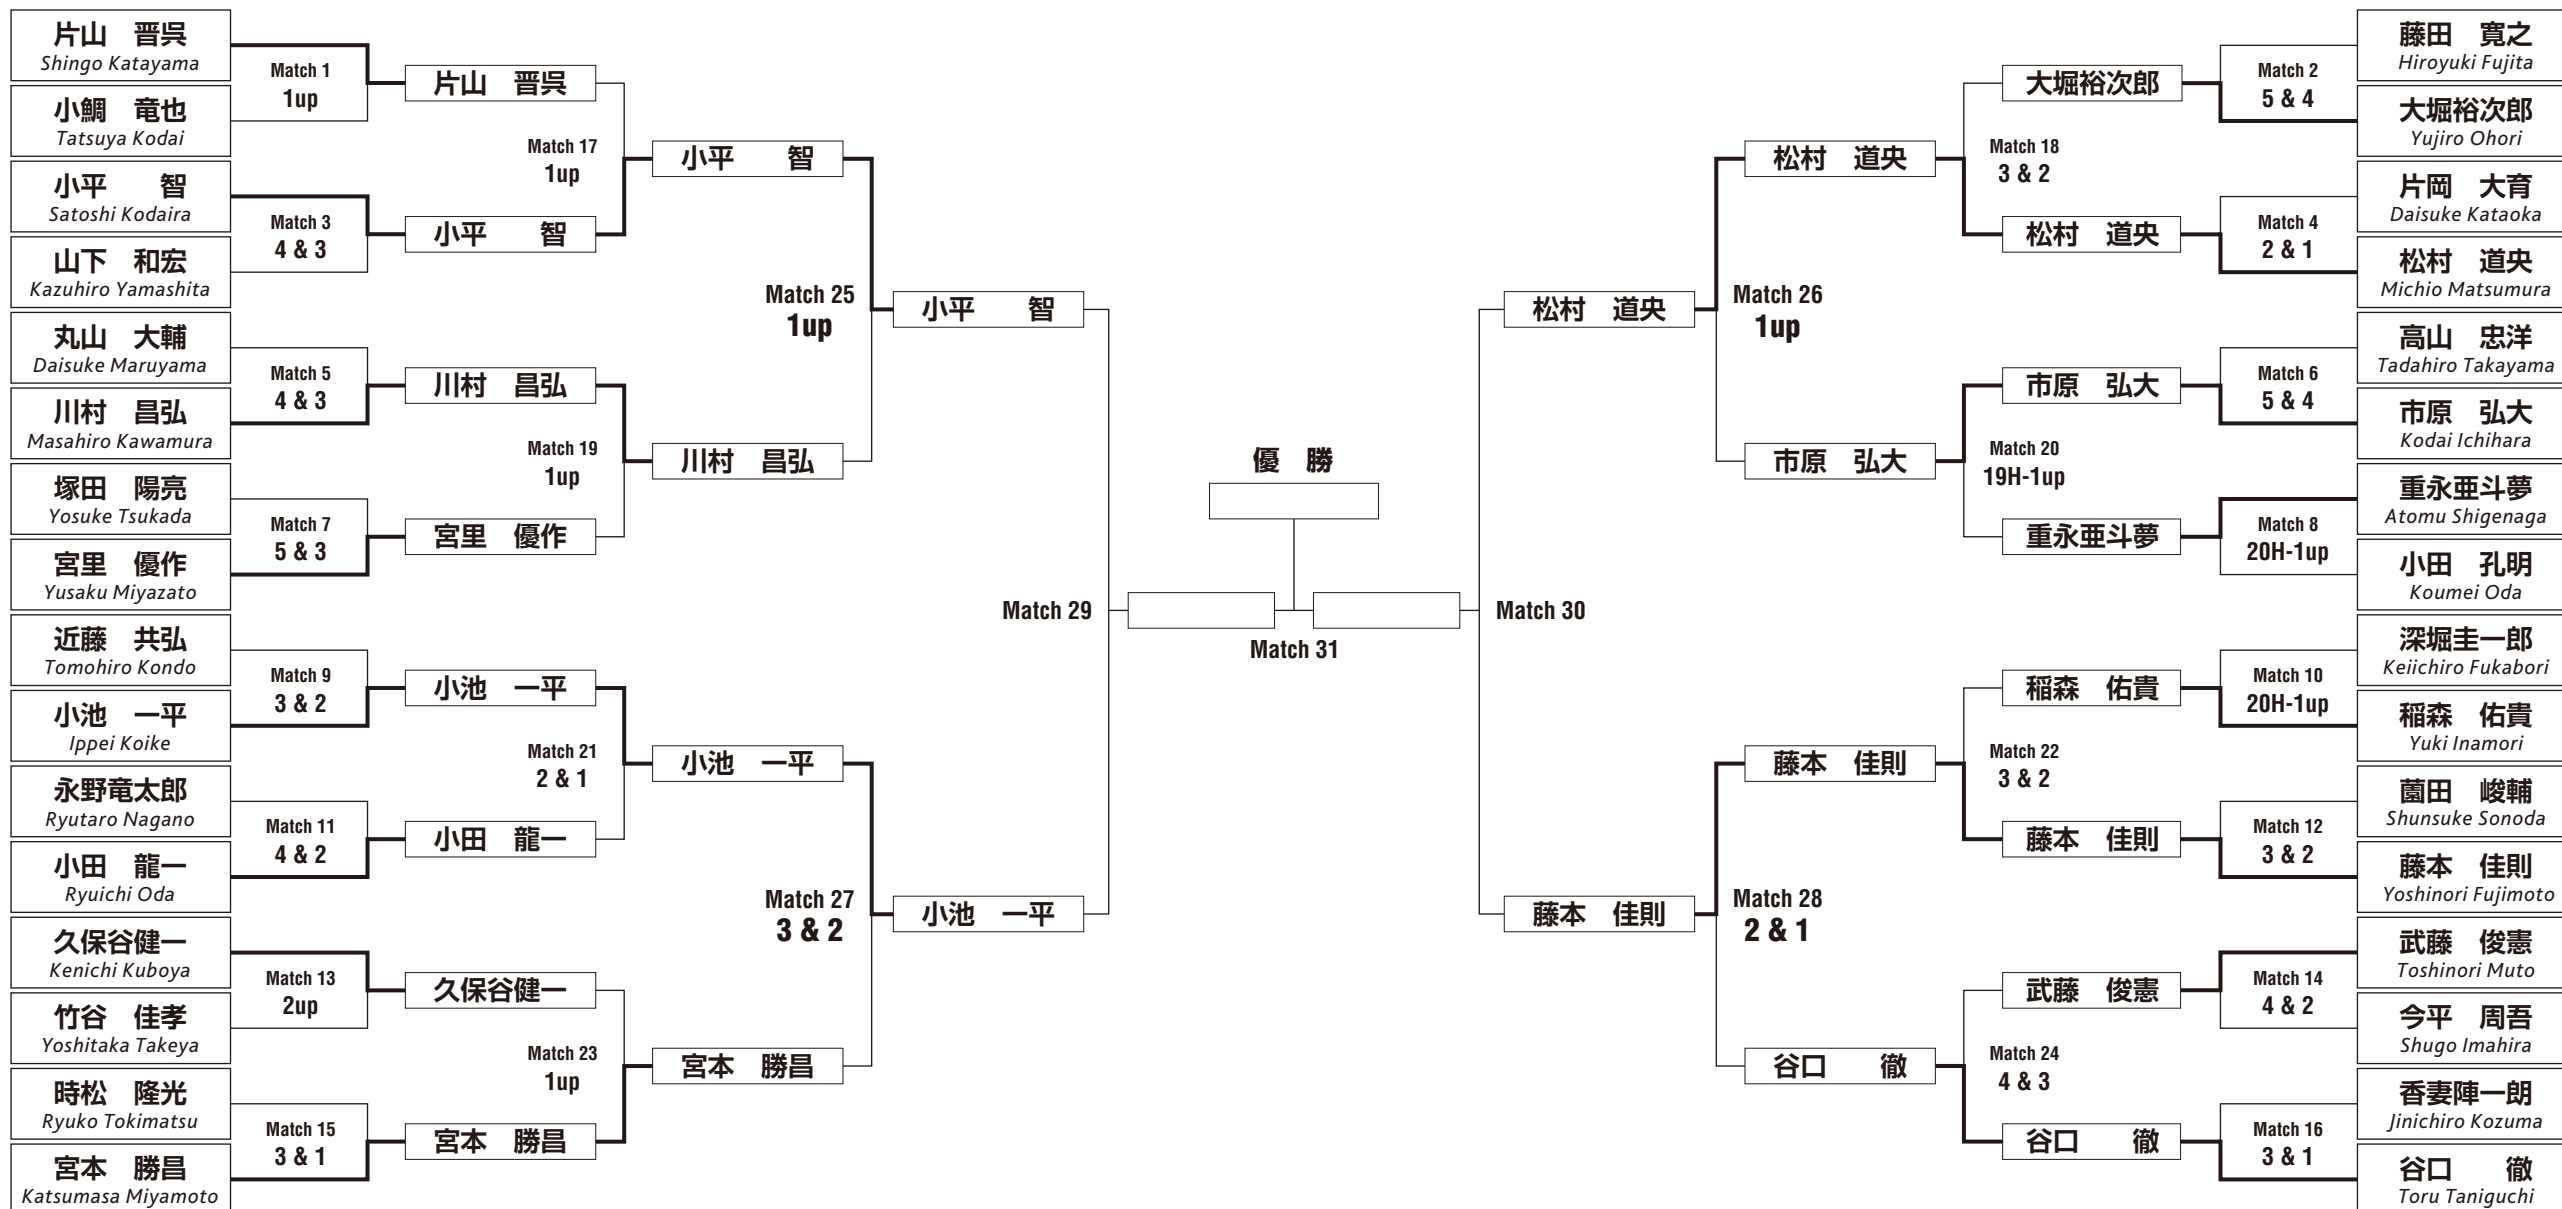 片山　晋呉
Shingo Katayama
小鯛　竜也
Tatsuya Kodai
小平　　智
Satoshi Kodaira
山下　和宏
Kazuhiro Yamashita
丸山　大輔
Daisuke Maruyama
川村　昌弘
Masahiro Kawamura
塚田　陽亮
Yosuke Tsukada
宮里　優作
Yusaku Miyazato
近藤　共弘
Tomohiro Kondo
小池　一平
Ippei Koike
永野竜太郎
Ryutaro Nagano
小田　龍一
Ryuichi Oda
久保谷健一
Kenichi Kuboya
竹谷　佳孝
Yoshitaka Takeya
時松　隆光
Ryuko Tokimatsu
宮本　勝昌
Katsumasa Miyamoto
Match 1
1up
Match 3
4 & 3
Match 5
4 & 3
Match 7
5 & 3
Match 9
3 & 2
Match 11
4 & 2
Match 13
2up
Match 15
3 & 1
片山　晋呉
小平　　智
川村　昌弘
宮里　優作
小池　一平
小田　龍一
久保谷健一
宮本　勝昌
Match 17
1up
Match 19
1up
Match 21
2 & 1
Match 23
1up
小平　　智
川村　昌弘
小池　一平
宮本　勝昌
Match 25
1up
Match 27
3 & 2
小平　　智
小池　一平
Match 29
優　勝
Match 31
Match 30
松村　道央
藤本　佳則
Match 26
1up
Match 28
2 & 1
松村　道央
市原　弘大
藤本　佳則
谷口　　徹
Match 18
3 & 2
Match 20
19H-1up
Match 22
3 & 2
Match 24
4 & 3
大堀裕次郎
松村　道央
市原　弘大
重永亜斗夢
稲森　佑貴
藤本　佳則
武藤　俊憲
谷口　　徹
Match 2
5 & 4
Match 4
2 & 1
Match 6
5 & 4
Match 8
20H-1up
Match 10
20H-1up
Match 12
3 & 2
Match 14
4 & 2
Match 16
3 & 1
藤田　寛之
Hiroyuki Fujita
大堀裕次郎
Yujiro Ohori
片岡　大育
Daisuke Kataoka
松村　道央
Michio Matsumura
高山　忠洋
Tadahiro Takayama
市原　弘大
Kodai Ichihara
重永亜斗夢
Atomu Shigenaga
小田　孔明
Koumei Oda
深堀圭一郎
Keiichiro Fukabori
稲森　佑貴
Yuki Inamori
薗田　峻輔
Shunsuke Sonoda
藤本　佳則
Yoshinori Fujimoto
武藤　俊憲
Toshinori Muto
今平　周吾
Shugo Imahira
香妻陣一朗
Jinichiro Kozuma
谷口　　徹
Toru Taniguchi